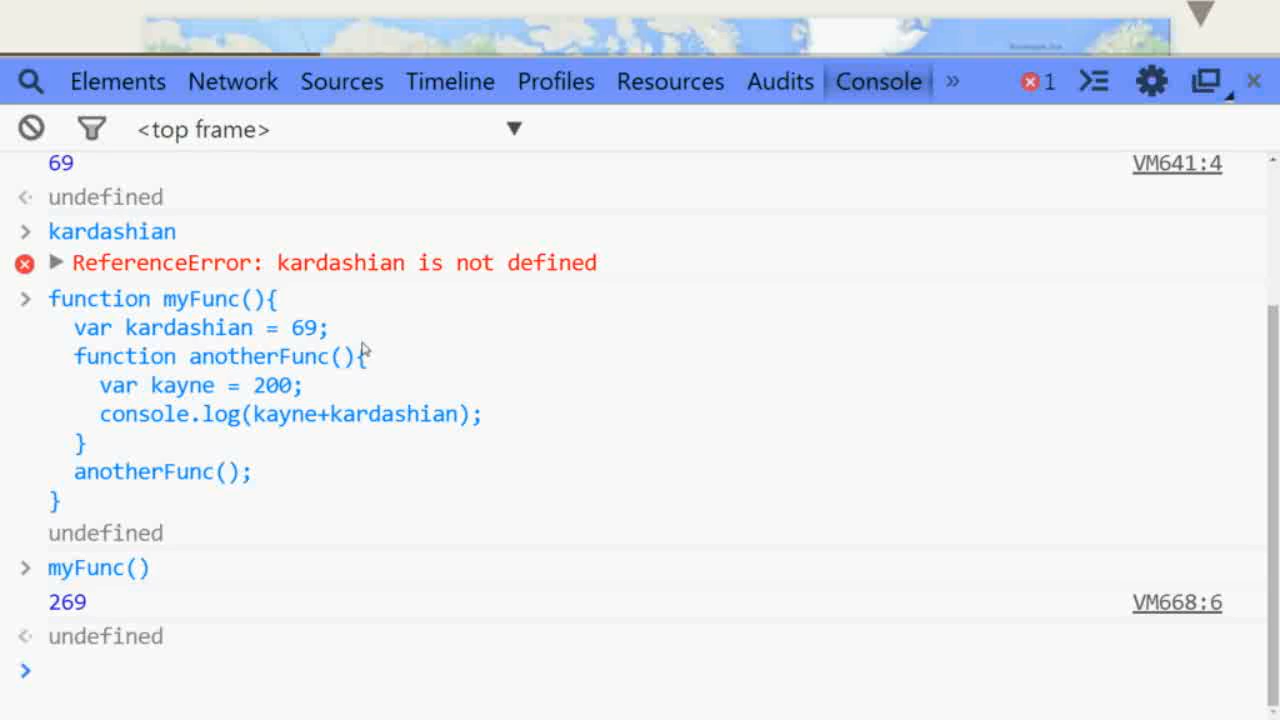 Elements Network Sources Timeline Profiles Resources Audits Console » 1
<top frame>
69 VM641:4
undefined
kardashian
ReferenceError: kardashian is not defined
function myFunc(){
var kardashian = 69;
function anotherFunc(){
var kayne = 200;
console.log(kayne+kardashian);
}
anotherFunc();
}
undefined
myFunc()
269 VM668:6
undefined